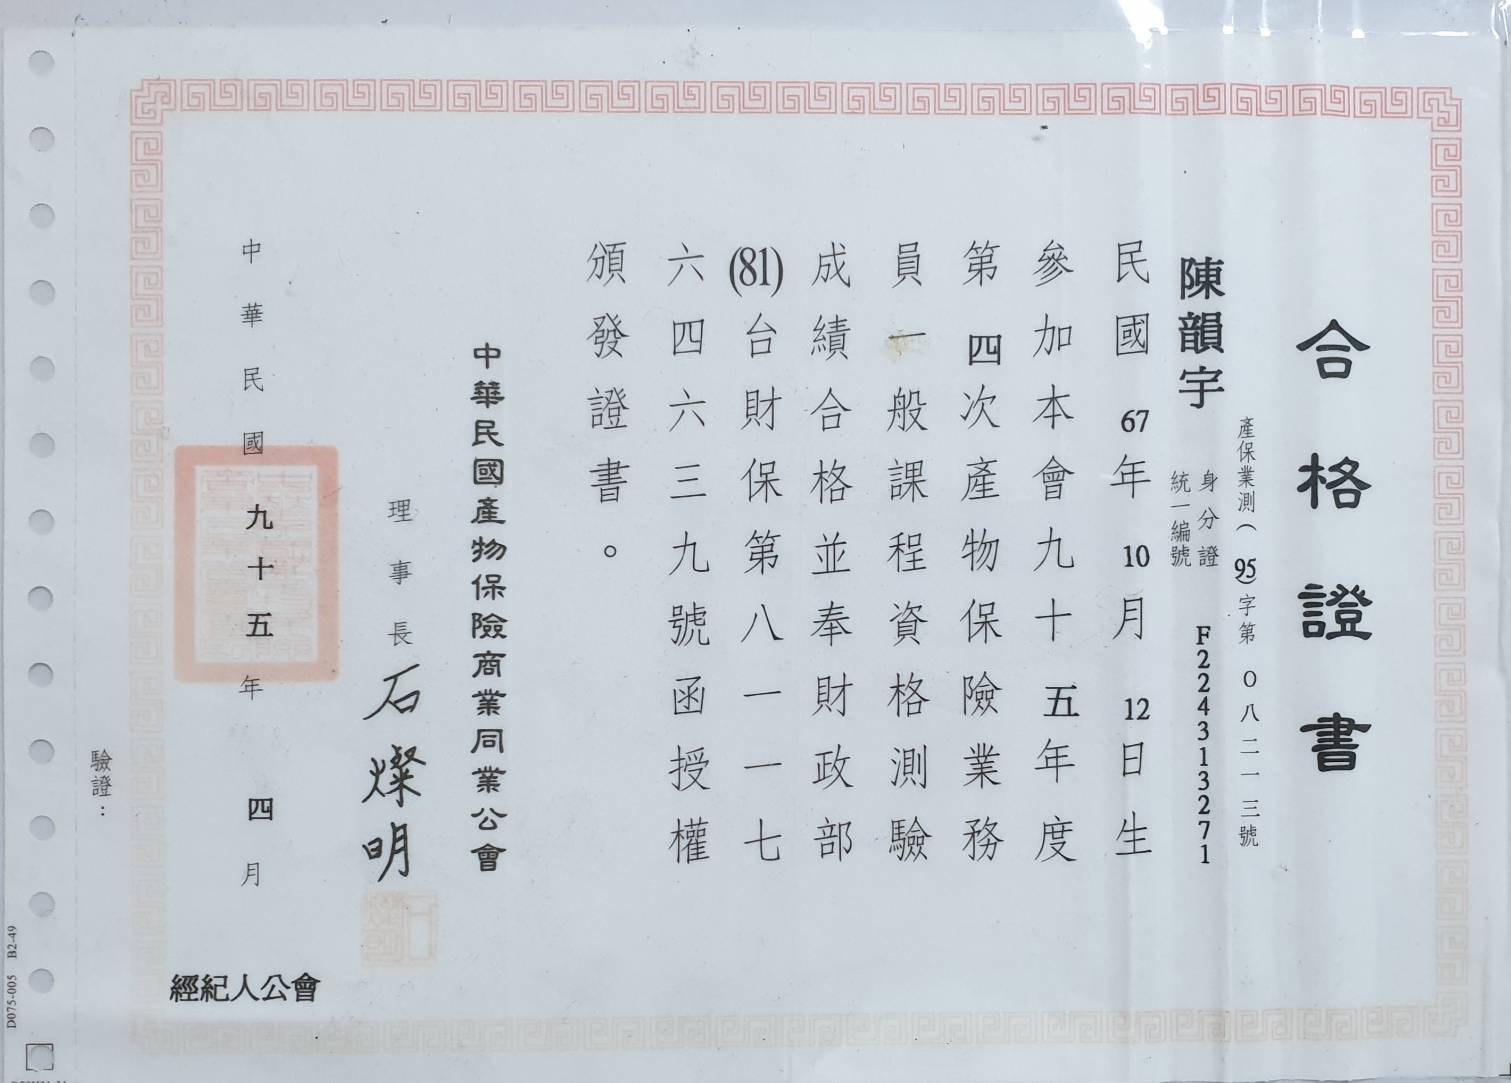 合格證書
產保業測(95)字第０八二一三號
陳韻宇
身分證
統一編號
F224313271
民國67年10月12日生
參加本會九十五年度
第四次產物保險業務
員一般課程資格測驗
成績合格並奉財政部
(81)台財保第八一一七
六四六三九號函授權
頒發證書。
中華民國產物保險商業同業公會
理事長
石燦明
中華民國九十五年四月
經紀人公會
驗證：
D075-005 B2-49